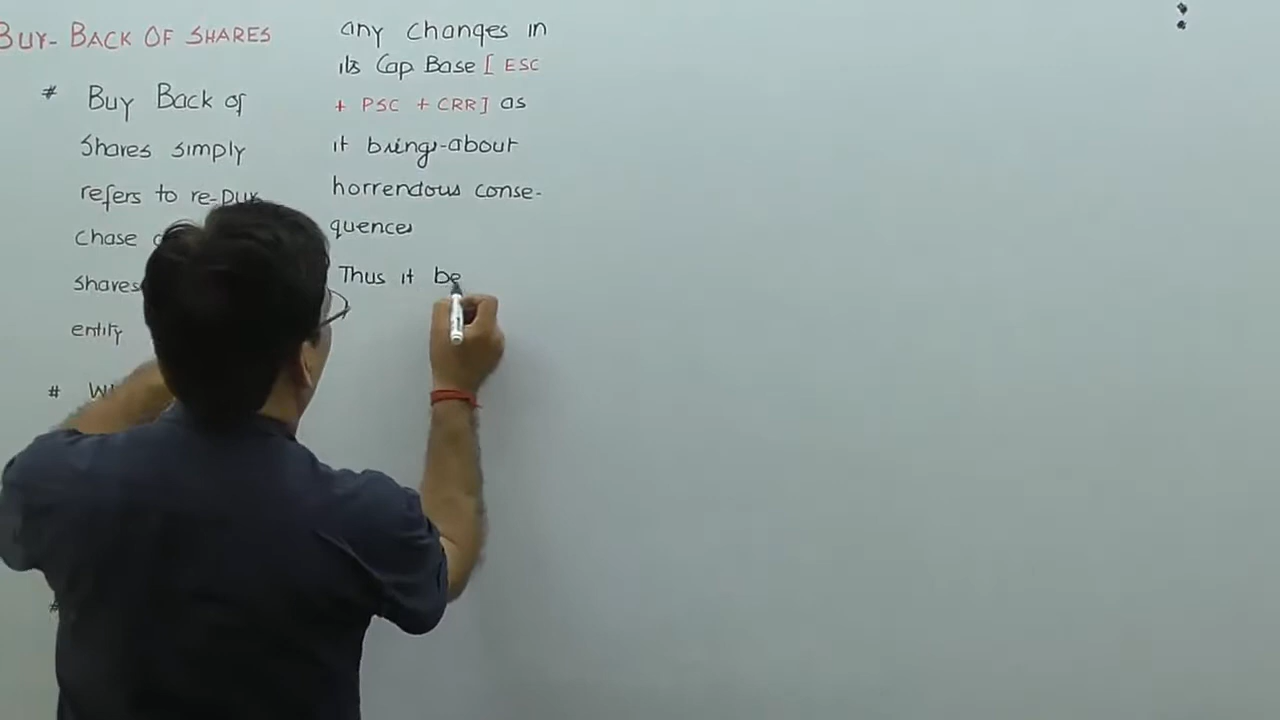 BUY- BACK OF SHARES
* Buy Back of
shares simply
refers to re-pur
chase
shares
entity
#
any changes in
its Cap Base [ ESC
+ PSC + CRR] as
it brings-about
horrendous conse-
quences
Thus it be